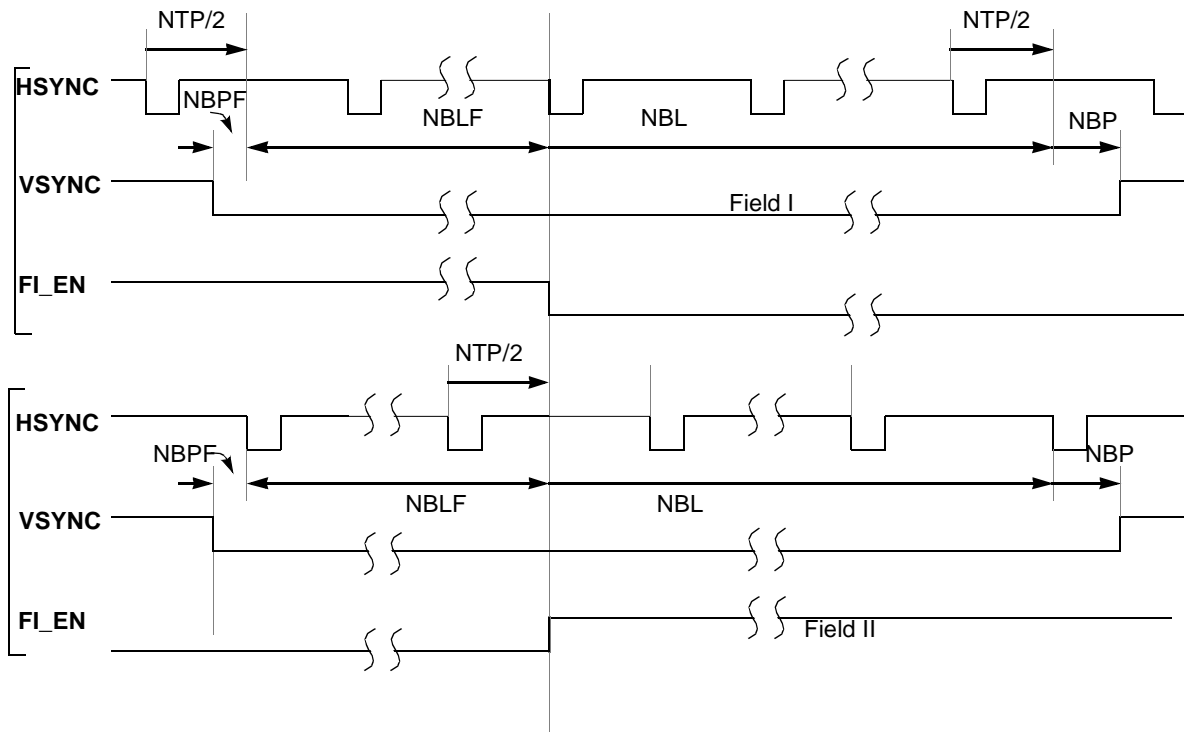 NTP/2 NTP/2
HSYNC
NBPF
NBLF NBL NBP
VSYNC
Field I
FI_EN
NTP/2
HSYNC
NBPF NBP
NBLF NBL
VSYNC
FI_EN
Field II